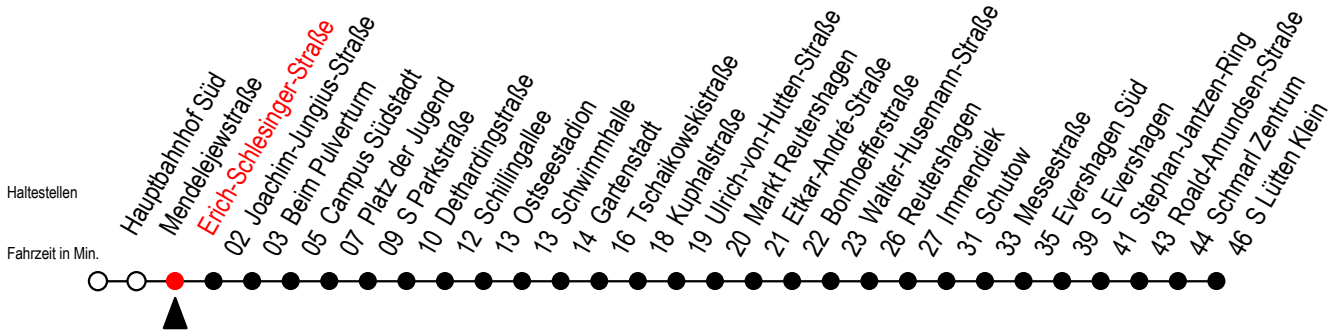 Haltestellen
Fahrzeit in Min.
Hauptbahnhof Süd
Mendelejewstraße
Erich-Schlesinger-Straße
02 Joachim-Jungius-Straße
03 Beim Pulverturm
05 Campus Südstadt
07 Platz der Jugend
09 S Parkstraße
10 Dethardingstraße
12 Schillingallee
13 Ostseestadion
13 Schwimmhalle
14 Gartenstadt
16 Tschaikowskistraße
18 Kuphalstraße
19 Ulrich-von-Hutten-Straße
20 Markt Reutershagen
21 Etkar-André-Straße
22 Bonhoefferstraße
23 Walter-Husemann-Straße
26 Reutershagen
27 Immendiek
31 Schutow
33 Messestraße
35 Evershagen Süd
39 S Evershagen
41 Stephan-Jantzen-Ring
43 Roald-Amundsen-Straße
44 Schmarl Zentrum
46 S Lütten Klein